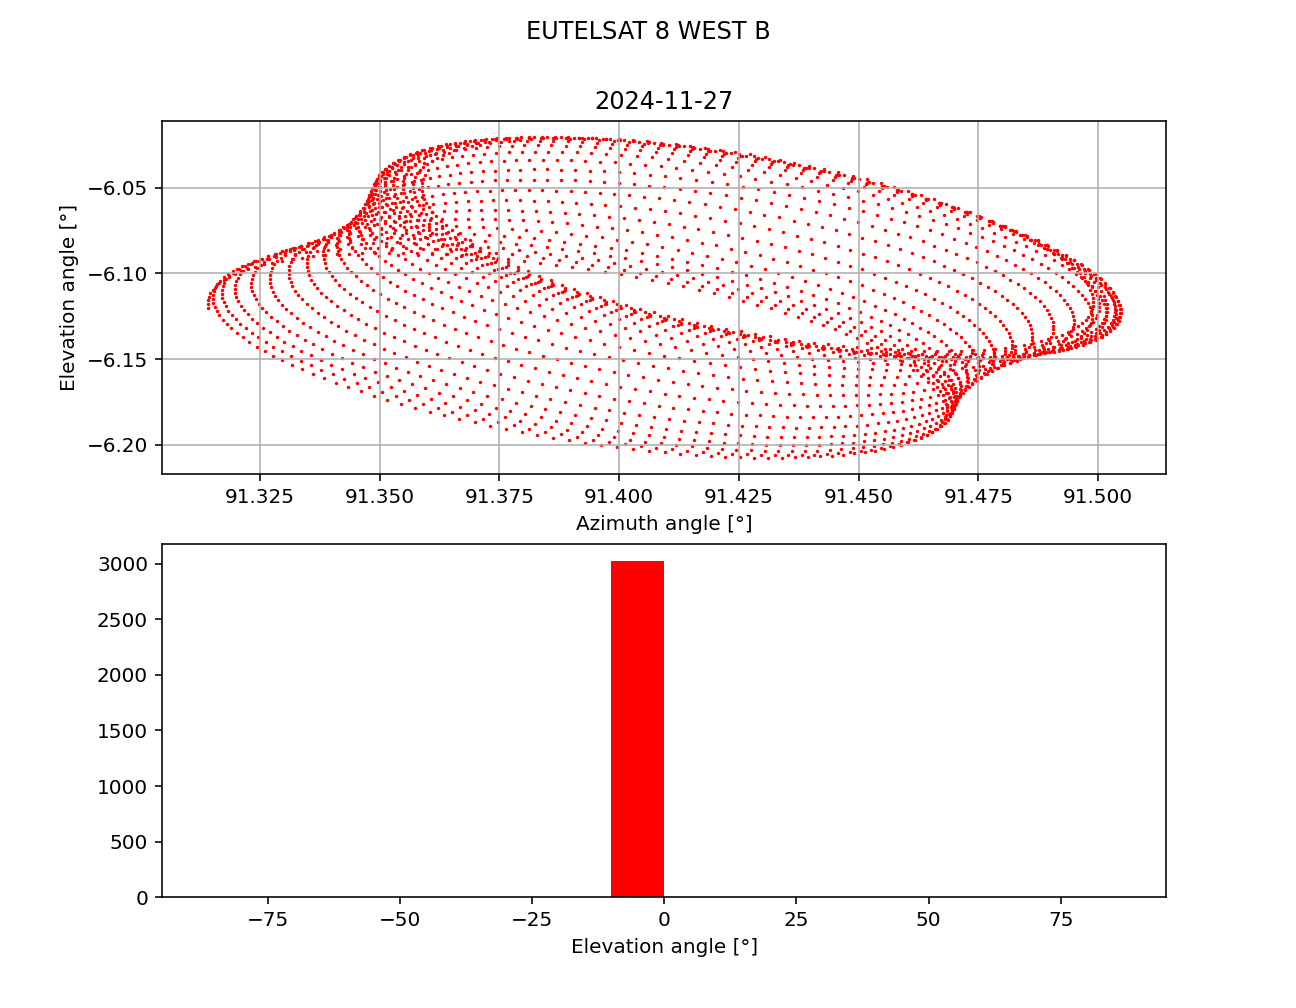 EUTELSAT 8 WEST B
2024-11-27
Elevation angle [°]
−6.05
−6.10
−6.15
−6.20
91.325 91.350 91.375 91.400 91.425 91.450 91.475 91.500
Azimuth angle [°]
3000
2500
2000
1500
1000
500
0
−75 −50 −25 0 25 50 75
Elevation angle [°]